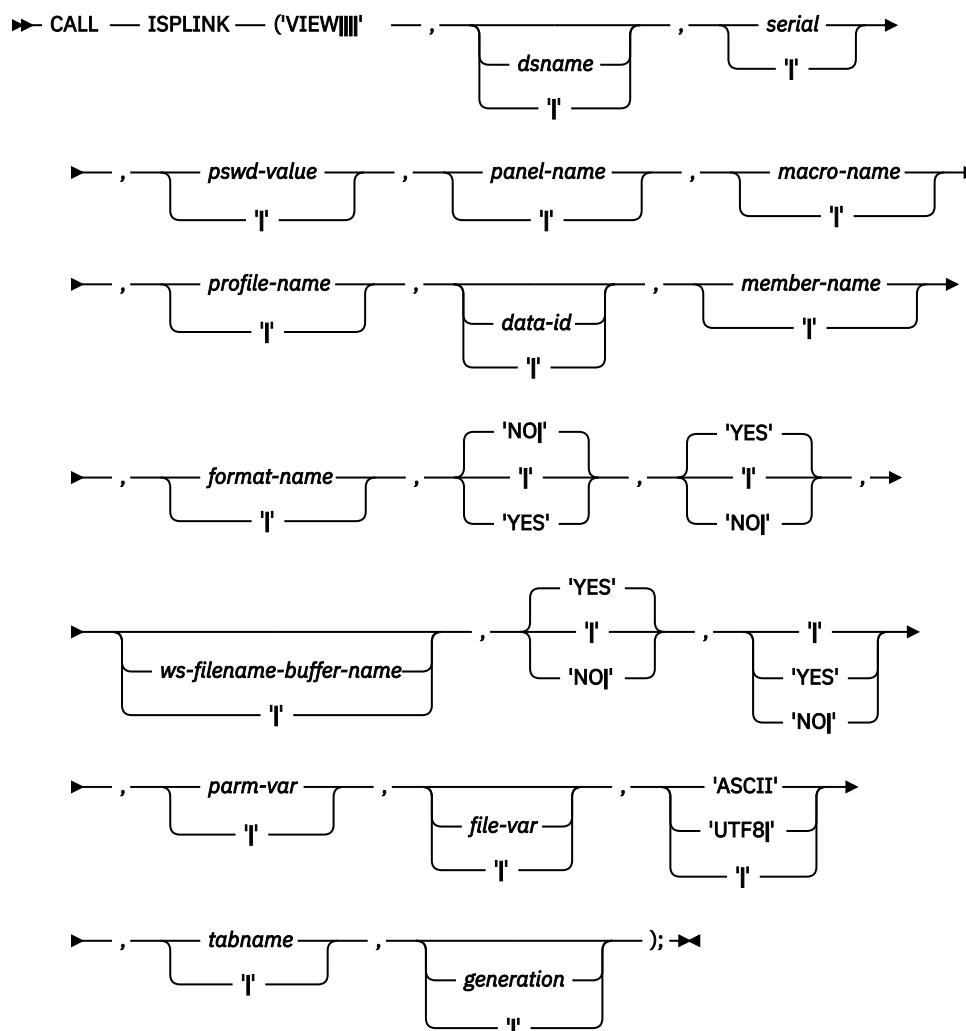 CALL ISPLINK ('VIEW‖‖' , dsname '|' , serial '|'
, pswd-value '|' , panel-name '|' , macro-name '|'
, profile-name '|' , data-id '|' , member-name '|'
, format-name '|' , 'NO|' '|' 'YES' , 'YES' '|' 'NO|' ,
ws-filename-buffer-name '|' , 'YES' '|' 'NO|' , '|' 'YES' 'NO|'
, parm-var '|' , file-var '|' , 'ASCII' 'UTF8|' '|'
, tabname '|' , generation '|' );